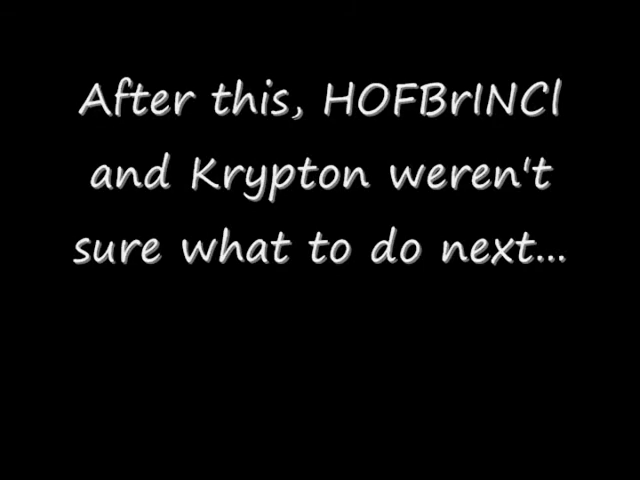 After this, HOFBrINCl
and Krypton weren't
sure what to do next...